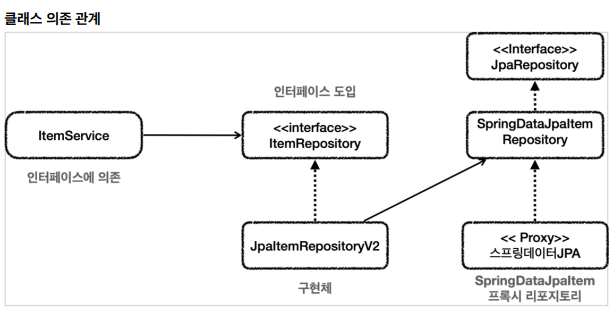 클래스 의존 관계
<<Interface>>
JpaRepository
인터페이스 도입
ItemService
<<interface>>
ItemRepository
SpringDataJpaItem
Repository
인터페이스에 의존
JpaItemRepositoryV2
<< Proxy>>
스프링데이터JPA
구현체
SpringDataJpaItem
프록시 리포지토리